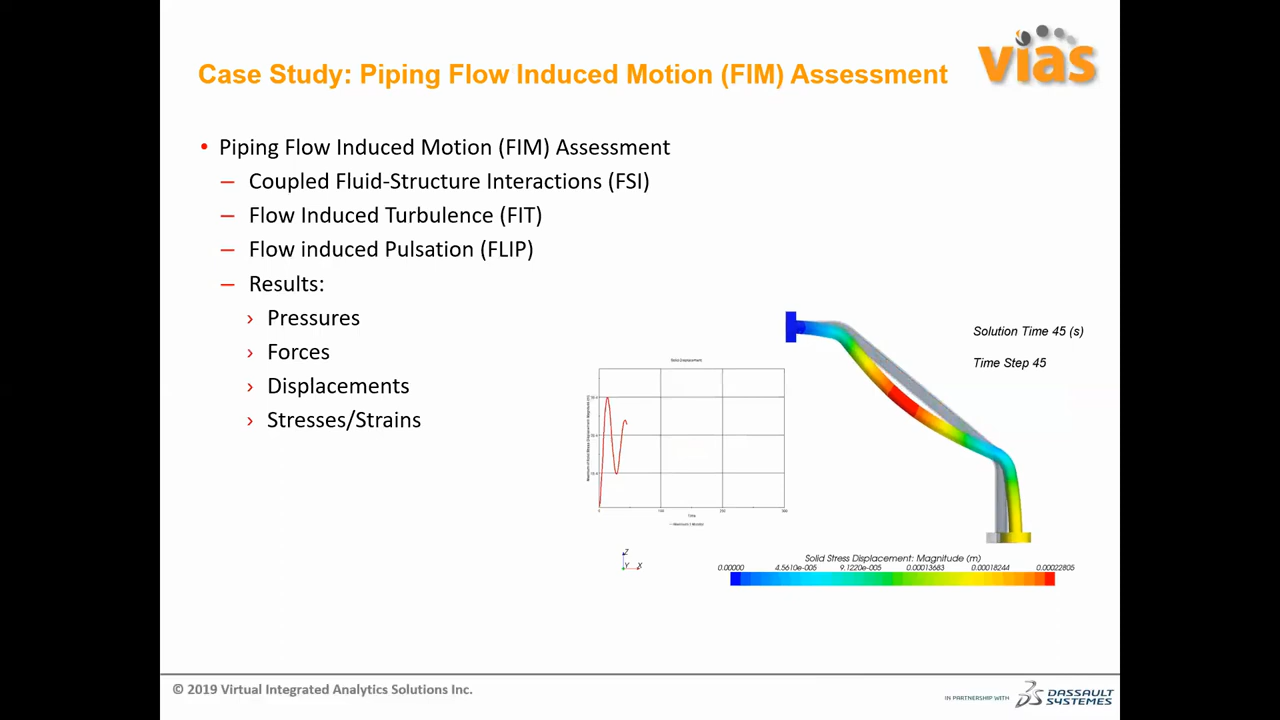 vias
Case Study: Piping Flow Induced Motion (FIM) Assessment
• Piping Flow Induced Motion (FIM) Assessment
– Coupled Fluid-Structure Interactions (FSI)
– Flow Induced Turbulence (FIT)
– Flow induced Pulsation (FLIP)
– Results:
› Pressures
› Forces
› Displacements
› Stresses/Strains
Solution Time 45 (s)
Time Step 45
Solid Displacement
Time
Z
Y X
Solid Stress Displacement: Magnitude (m)
0.00000 4.5610e-005 9.1220e-005 0.00013683 0.00018244 0.00022805
© 2019 Virtual Integrated Analytics Solutions Inc.
IN PARTNERSHIP WITH
DASSAULT
SYSTEMES